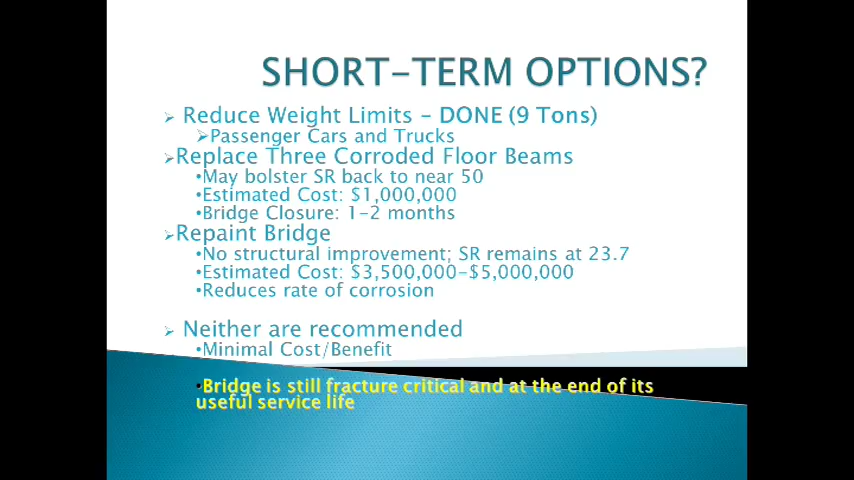 SHORT-TERM OPTIONS?
➢ Reduce Weight Limits – DONE (9 Tons)
➢Passenger Cars and Trucks
➢Replace Three Corroded Floor Beams
•May bolster SR back to near 50
•Estimated Cost: $1,000,000
•Bridge Closure: 1-2 months
➢Repaint Bridge
•No structural improvement; SR remains at 23.7
•Estimated Cost: $3,500,000-$5,000,000
•Reduces rate of corrosion
➢ Neither are recommended
•Minimal Cost/Benefit
•Bridge is still fracture critical and at the end of its
useful service life